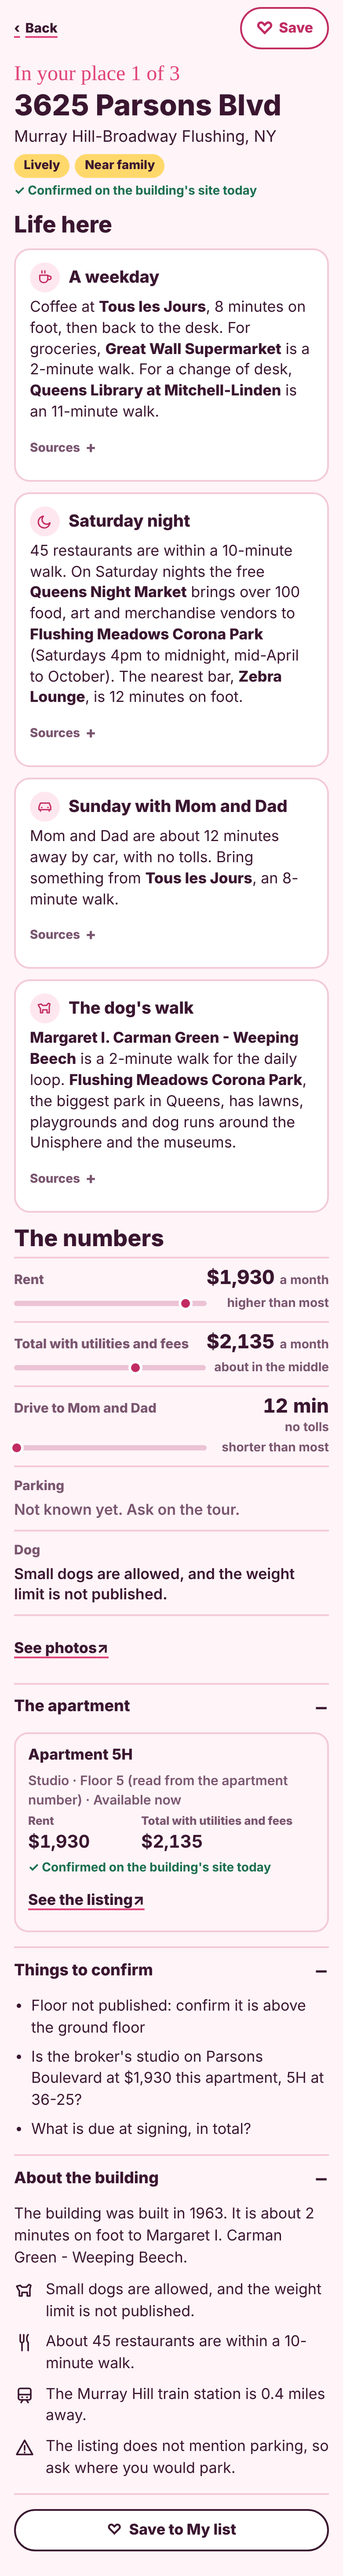 ‹ Back
Save
In your place 1 of 3
3625 Parsons Blvd
Murray Hill-Broadway Flushing, NY
Lively
Near family
✓ Confirmed on the building's site today
Life here
A weekday
Coffee at Tous les Jours, 8 minutes on
foot, then back to the desk. For
groceries, Great Wall Supermarket is a
2-minute walk. For a change of desk,
Queens Library at Mitchell-Linden is
an 11-minute walk.
Sources +
Saturday night
45 restaurants are within a 10-minute
walk. On Saturday nights the free
Queens Night Market brings over 100
food, art and merchandise vendors to
Flushing Meadows Corona Park
(Saturdays 4pm to midnight, mid-April
to October). The nearest bar, Zebra
Lounge, is 12 minutes on foot.
Sources +
Sunday with Mom and Dad
Mom and Dad are about 12 minutes
away by car, with no tolls. Bring
something from Tous les Jours, an 8-
minute walk.
Sources +
The dog's walk
Margaret I. Carman Green - Weeping
Beech is a 2-minute walk for the daily
loop. Flushing Meadows Corona Park,
the biggest park in Queens, has lawns,
playgrounds and dog runs around the
Unisphere and the museums.
Sources +
The numbers
Rent $1,930 a month
higher than most
Total with utilities and fees $2,135 a month
about in the middle
Drive to Mom and Dad 12 min
no tolls
shorter than most
Parking
Not known yet. Ask on the tour.
Dog
Small dogs are allowed, and the weight
limit is not published.
See photos↗
The apartment –
Apartment 5H
Studio · Floor 5 (read from the apartment
number) · Available now
Rent Total with utilities and fees
$1,930 $2,135
✓ Confirmed on the building's site today
See the listing↗
Things to confirm –
• Floor not published: confirm it is above
the ground floor
• Is the broker's studio on Parsons
Boulevard at $1,930 this apartment, 5H at
36-25?
• What is due at signing, in total?
About the building –
The building was built in 1963. It is about 2
minutes on foot to Margaret I. Carman
Green - Weeping Beech.
Small dogs are allowed, and the weight
limit is not published.
About 45 restaurants are within a 10-
minute walk.
The Murray Hill train station is 0.4 miles
away.
The listing does not mention parking, so
ask where you would park.
Save to My list